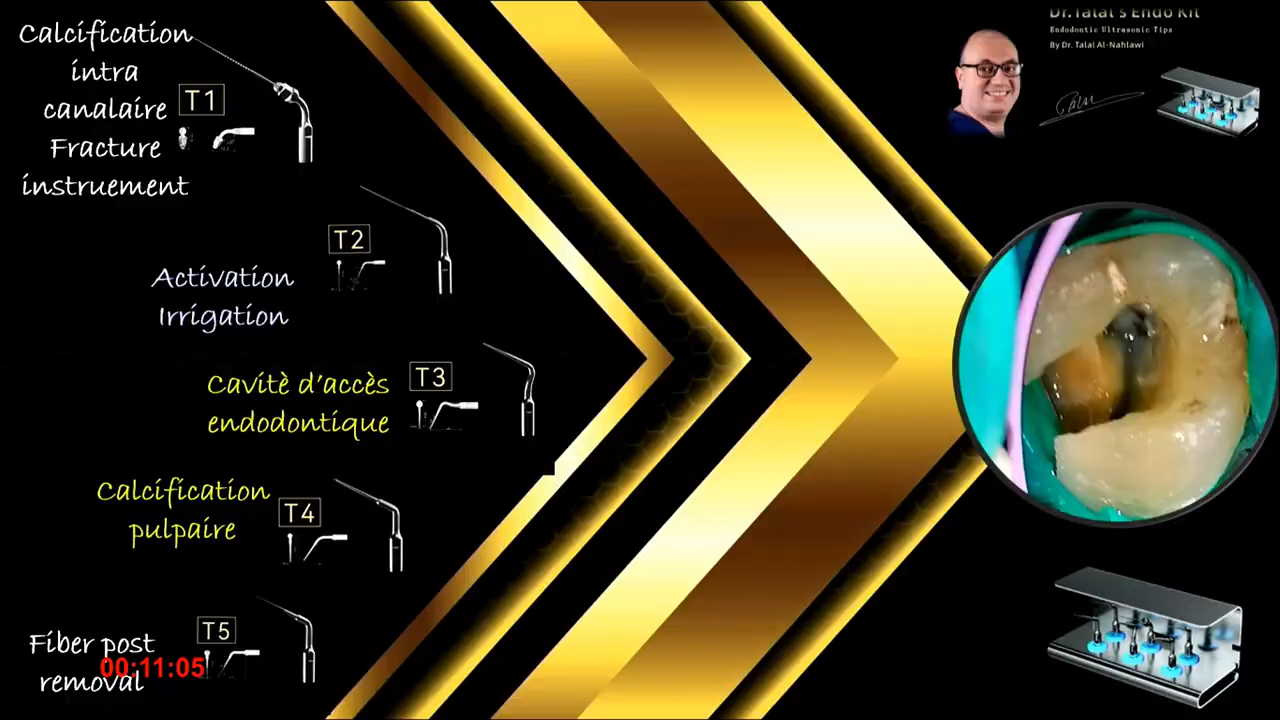 Calcification
intra
canalaire
Fracture
instruement
T1
Dr.Talal's Endo Kit
Endodontic Ultrasonic Tips
By Dr. Talal Al-Nahlawi
T2
Activation
Irrigation
T3
Cavitè d'accès
endodontique
Calcification
pulpaire
T4
T5
Fiber post
removal
00:11:05